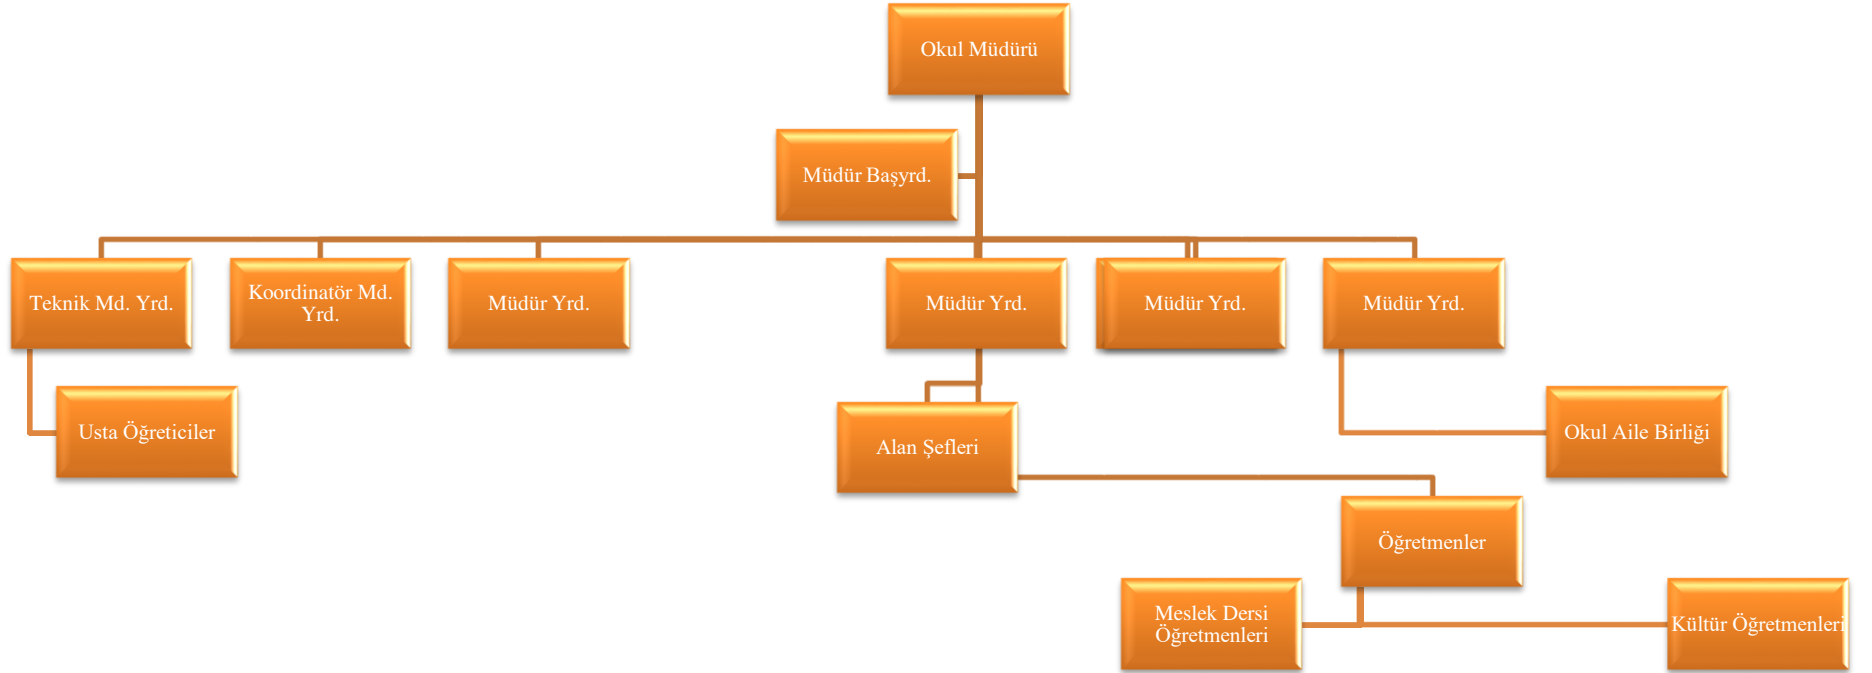 Okul Müdürü
Müdür Başyrd.
Teknik Md. Yrd.
Koordinatör Md.
Yrd.
Müdür Yrd.
Müdür Yrd.
Müdür Yrd.
Müdür Yrd.
Usta Öğreticiler
Alan Şefleri
Okul Aile Birliği
Öğretmenler
Meslek Dersi
Öğretmenleri
Kültür Öğretmenleri